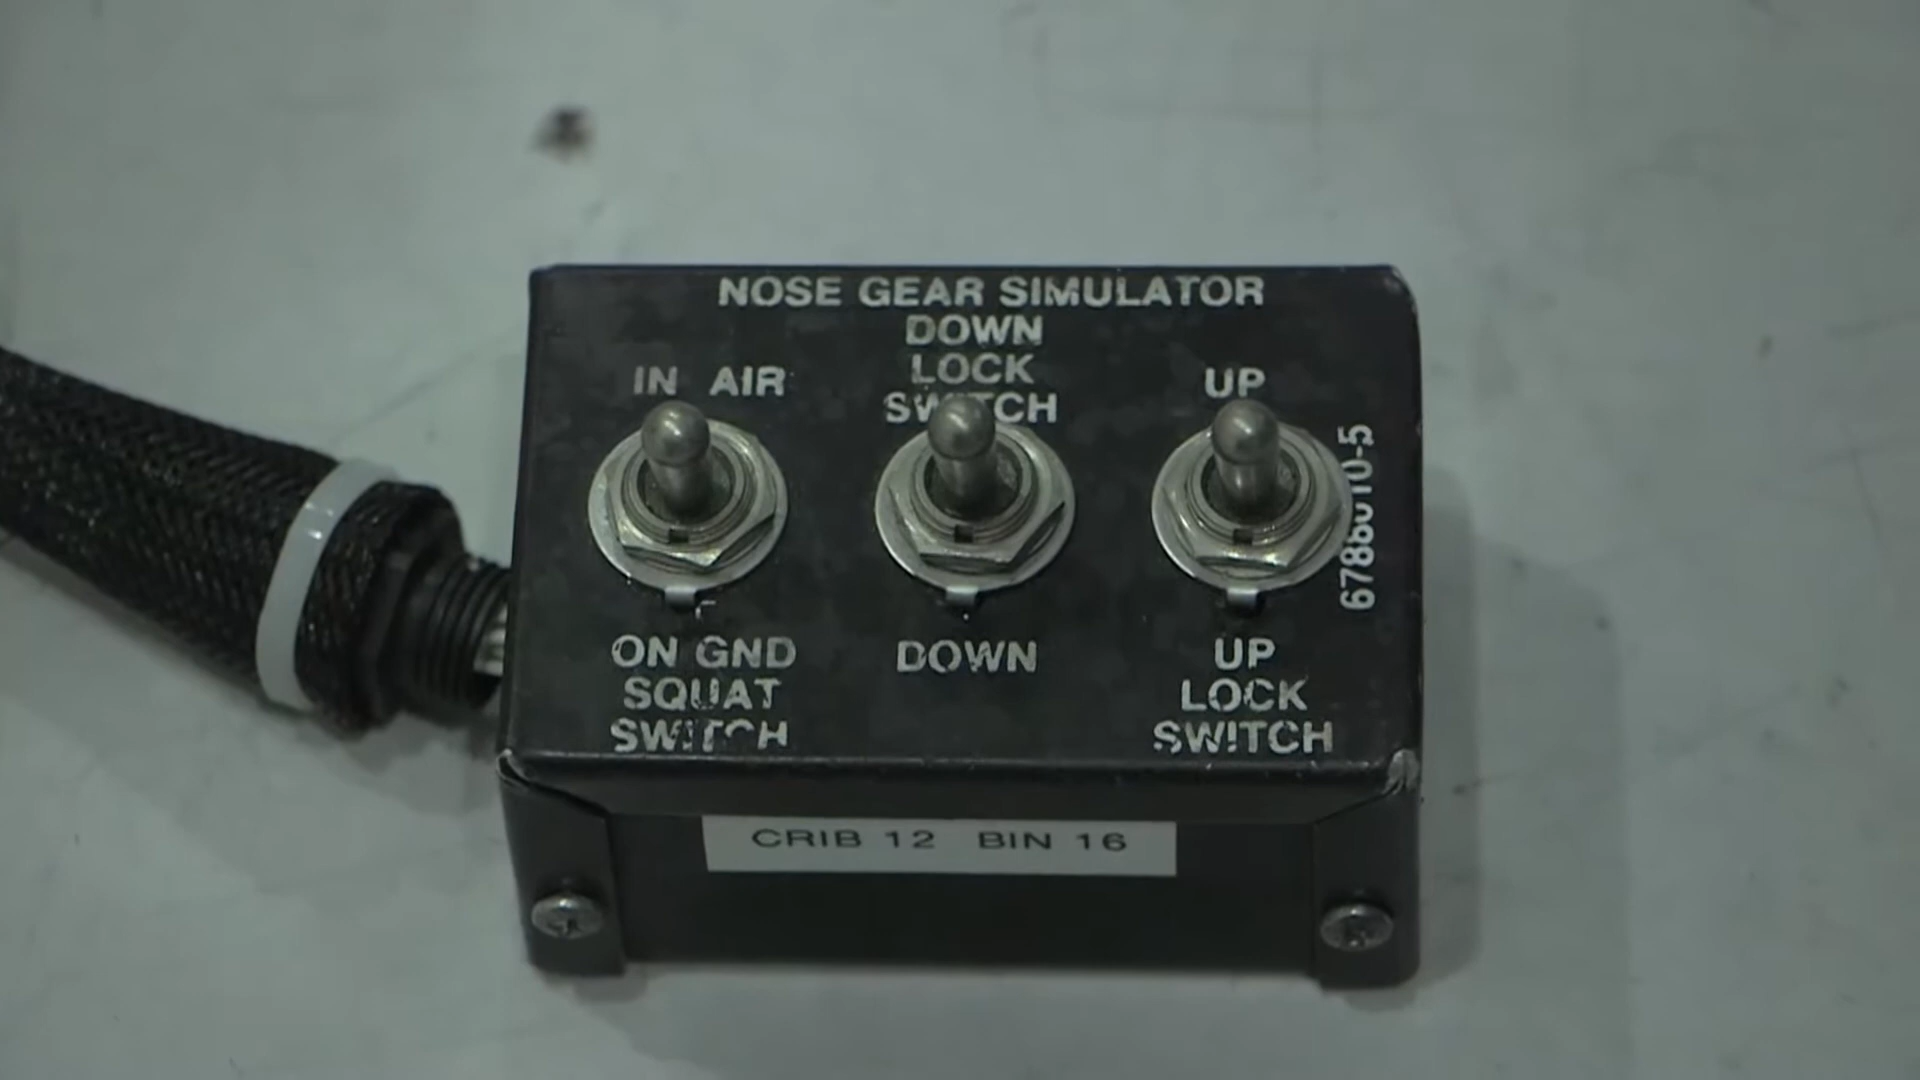 NOSE GEAR SIMULATOR
DOWN
LOCK
SWITCH
IN AIR
UP
ON GND
SQUAT
SWITCH
DOWN
UP
LOCK
SWITCH
CRIB 12 BIN 16